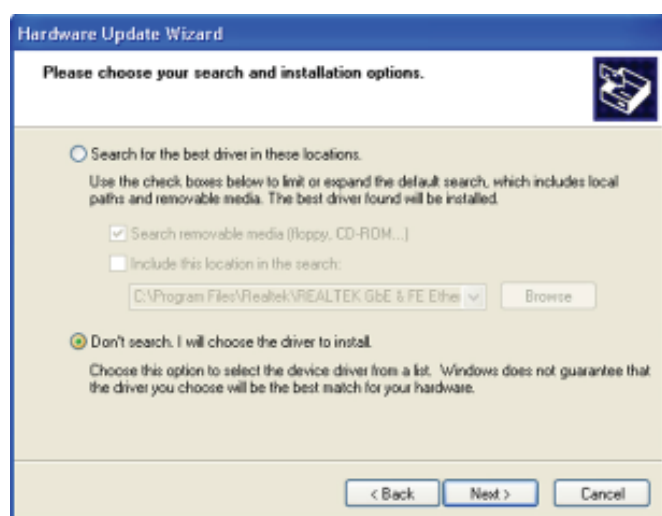 Hardware Update Wizard
Please choose your search and installation options.
Search for the best driver in these locations.
Use the check boxes below to limit or expand the default search, which includes local
paths and removable media. The best driver found will be installed.
Search removable media (floppy, CD-ROM...)
Include this location in the search:
C:\Program Files\Realtek\REALTEK GbE & FE Ether
Browse
Don't search. I will choose the driver to install.
Choose this option to select the device driver from a list. Windows does not guarantee that
the driver you choose will be the best match for your hardware.
< Back Next > Cancel